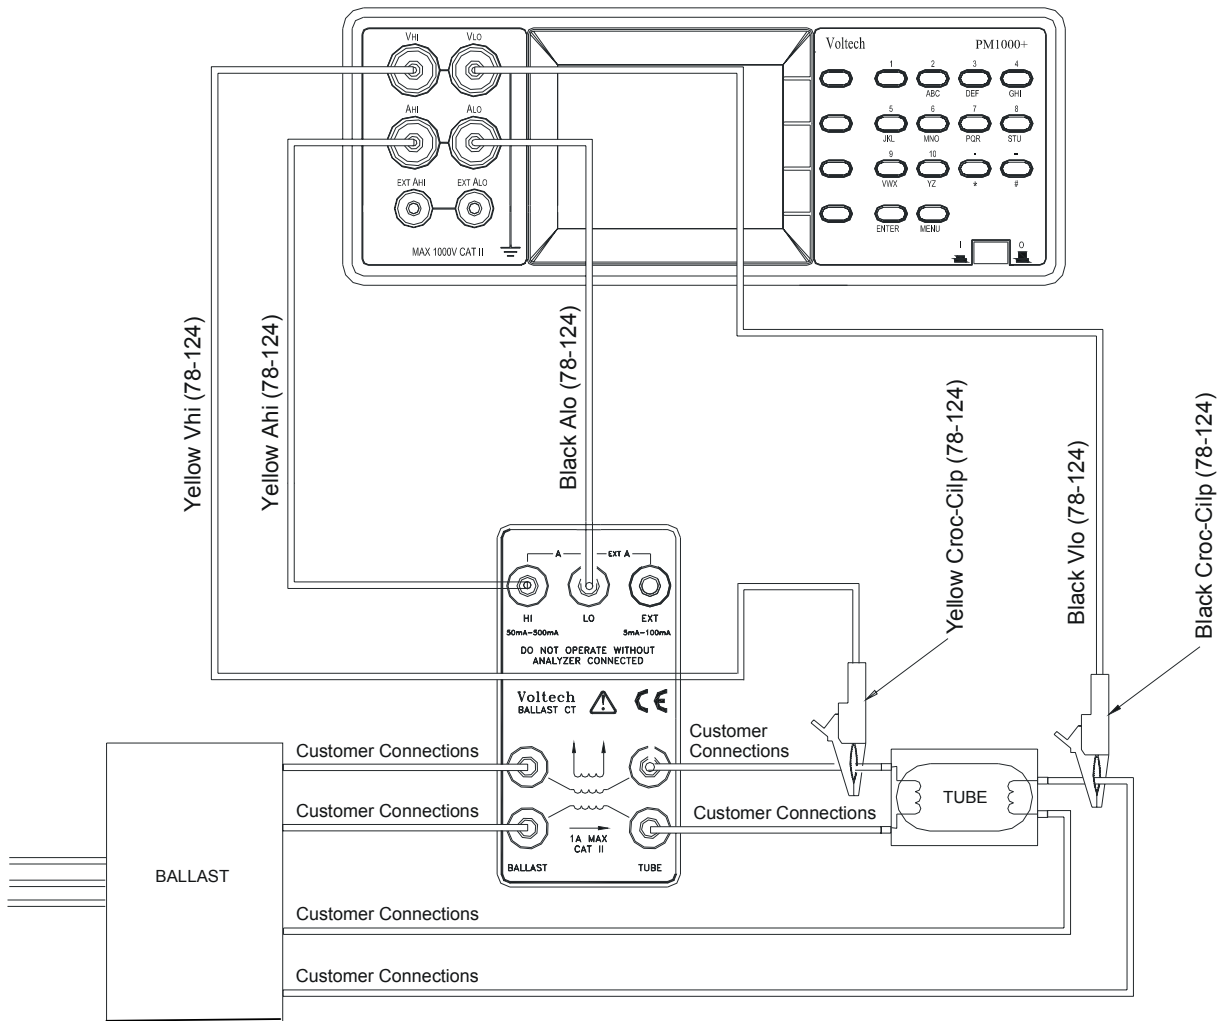 VHI VLO
AHI ALO
EXT AHI EXT ALO
MAX 1000V CAT II
Voltech PM1000+
1 2 3 4
ABC DEF GHI
5 6 7 8
JKL MNO PQR STU
9 10 . -
VWX YZ * #
ENTER MENU
I O
Yellow Vhi (78-124)
Yellow Ahi (78-124)
Black Alo (78-124)
Yellow Croc-Cilp (78-124)
Black Vlo (78-124)
Black Croc-Cilp (78-124)
A EXT A
HI LO EXT
50mA-500mA 5mA-100mA
DO NOT OPERATE WITHOUT
ANALYZER CONNECTED
Voltech
BALLAST CT
CE
1A MAX
CAT II
BALLAST TUBE
Customer Connections
Customer
Connections
Customer Connections
Customer Connections
TUBE
BALLAST
Customer Connections
Customer Connections